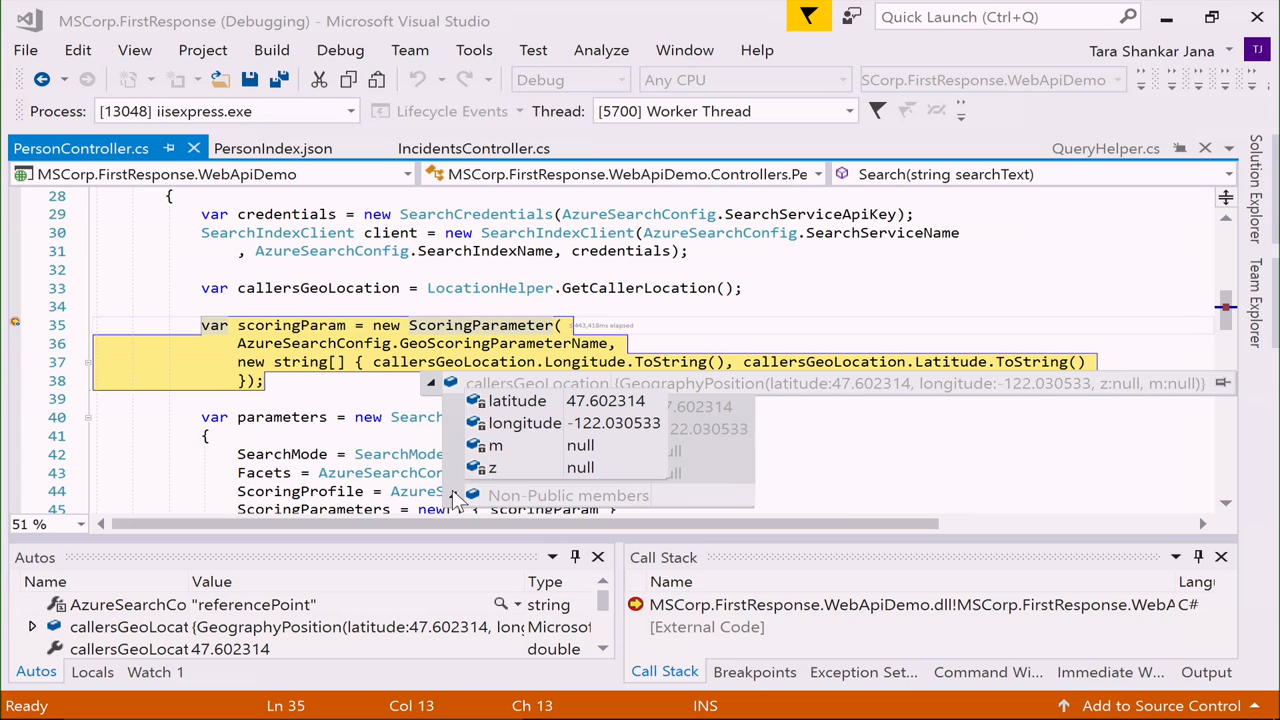 MSCorp.FirstResponse (Debugging) - Microsoft Visual Studio
Quick Launch (Ctrl+Q)
File Edit View Project Build Debug Team Tools Test Analyze Window Help
Tara Shankar Jana TJ
Debug Any CPU SCorp.FirstResponse.WebApiDemo
Process: [13048] iisexpress.exe Lifecycle Events Thread: [5700] Worker Thread
PersonController.cs PersonIndex.json IncidentsController.cs QueryHelper.cs
MSCorp.FirstResponse.WebApiDemo MSCorp.FirstResponse.WebApiDemo.Controllers.Pe Search(string searchText)
28 {
29 var credentials = new SearchCredentials(AzureSearchConfig.SearchServiceApiKey);
30 SearchIndexClient client = new SearchIndexClient(AzureSearchConfig.SearchServiceName
31 , AzureSearchConfig.SearchIndexName, credentials);
32
33 var callersGeoLocation = LocationHelper.GetCallerLocation();
34
35 var scoringParam = new ScoringParameter(
36 AzureSearchConfig.GeoScoringParameterName,
37 new string[] { callersGeoLocation.Longitude.ToString(), callersGeoLocation.Latitude.ToString()
38 });
callersGeoLocation {GeographyPosition(latitude:47.602314, longitude:-122.030533, z:null, m:null)}
latitude 47.602314
longitude -122.030533
m null
z null
Non-Public members
40 var parameters = new Search
41 {
42 SearchMode = SearchMode
43 Facets = AzureSearchCon
44 ScoringProfile = AzureS
45 ScoringParameters = new[] { scoringParam }
51 %
Autos
Name Value Type
AzureSearchCo "referencePoint" string
callersGeoLocat {GeographyPosition(latitude:47.602314, lon Microsof
callersGeoLocat 47.602314 double
Autos Locals Watch 1
Call Stack
Name Langu
MSCorp.FirstResponse.WebApiDemo.dll!MSCorp.FirstResponse.WebA C#
[External Code]
Call Stack Breakpoints Exception Set... Command Wi... Immediate W... Output
Ready Ln 35 Col 13 Ch 13 INS Add to Source Control
Solution Explorer
Team Explorer